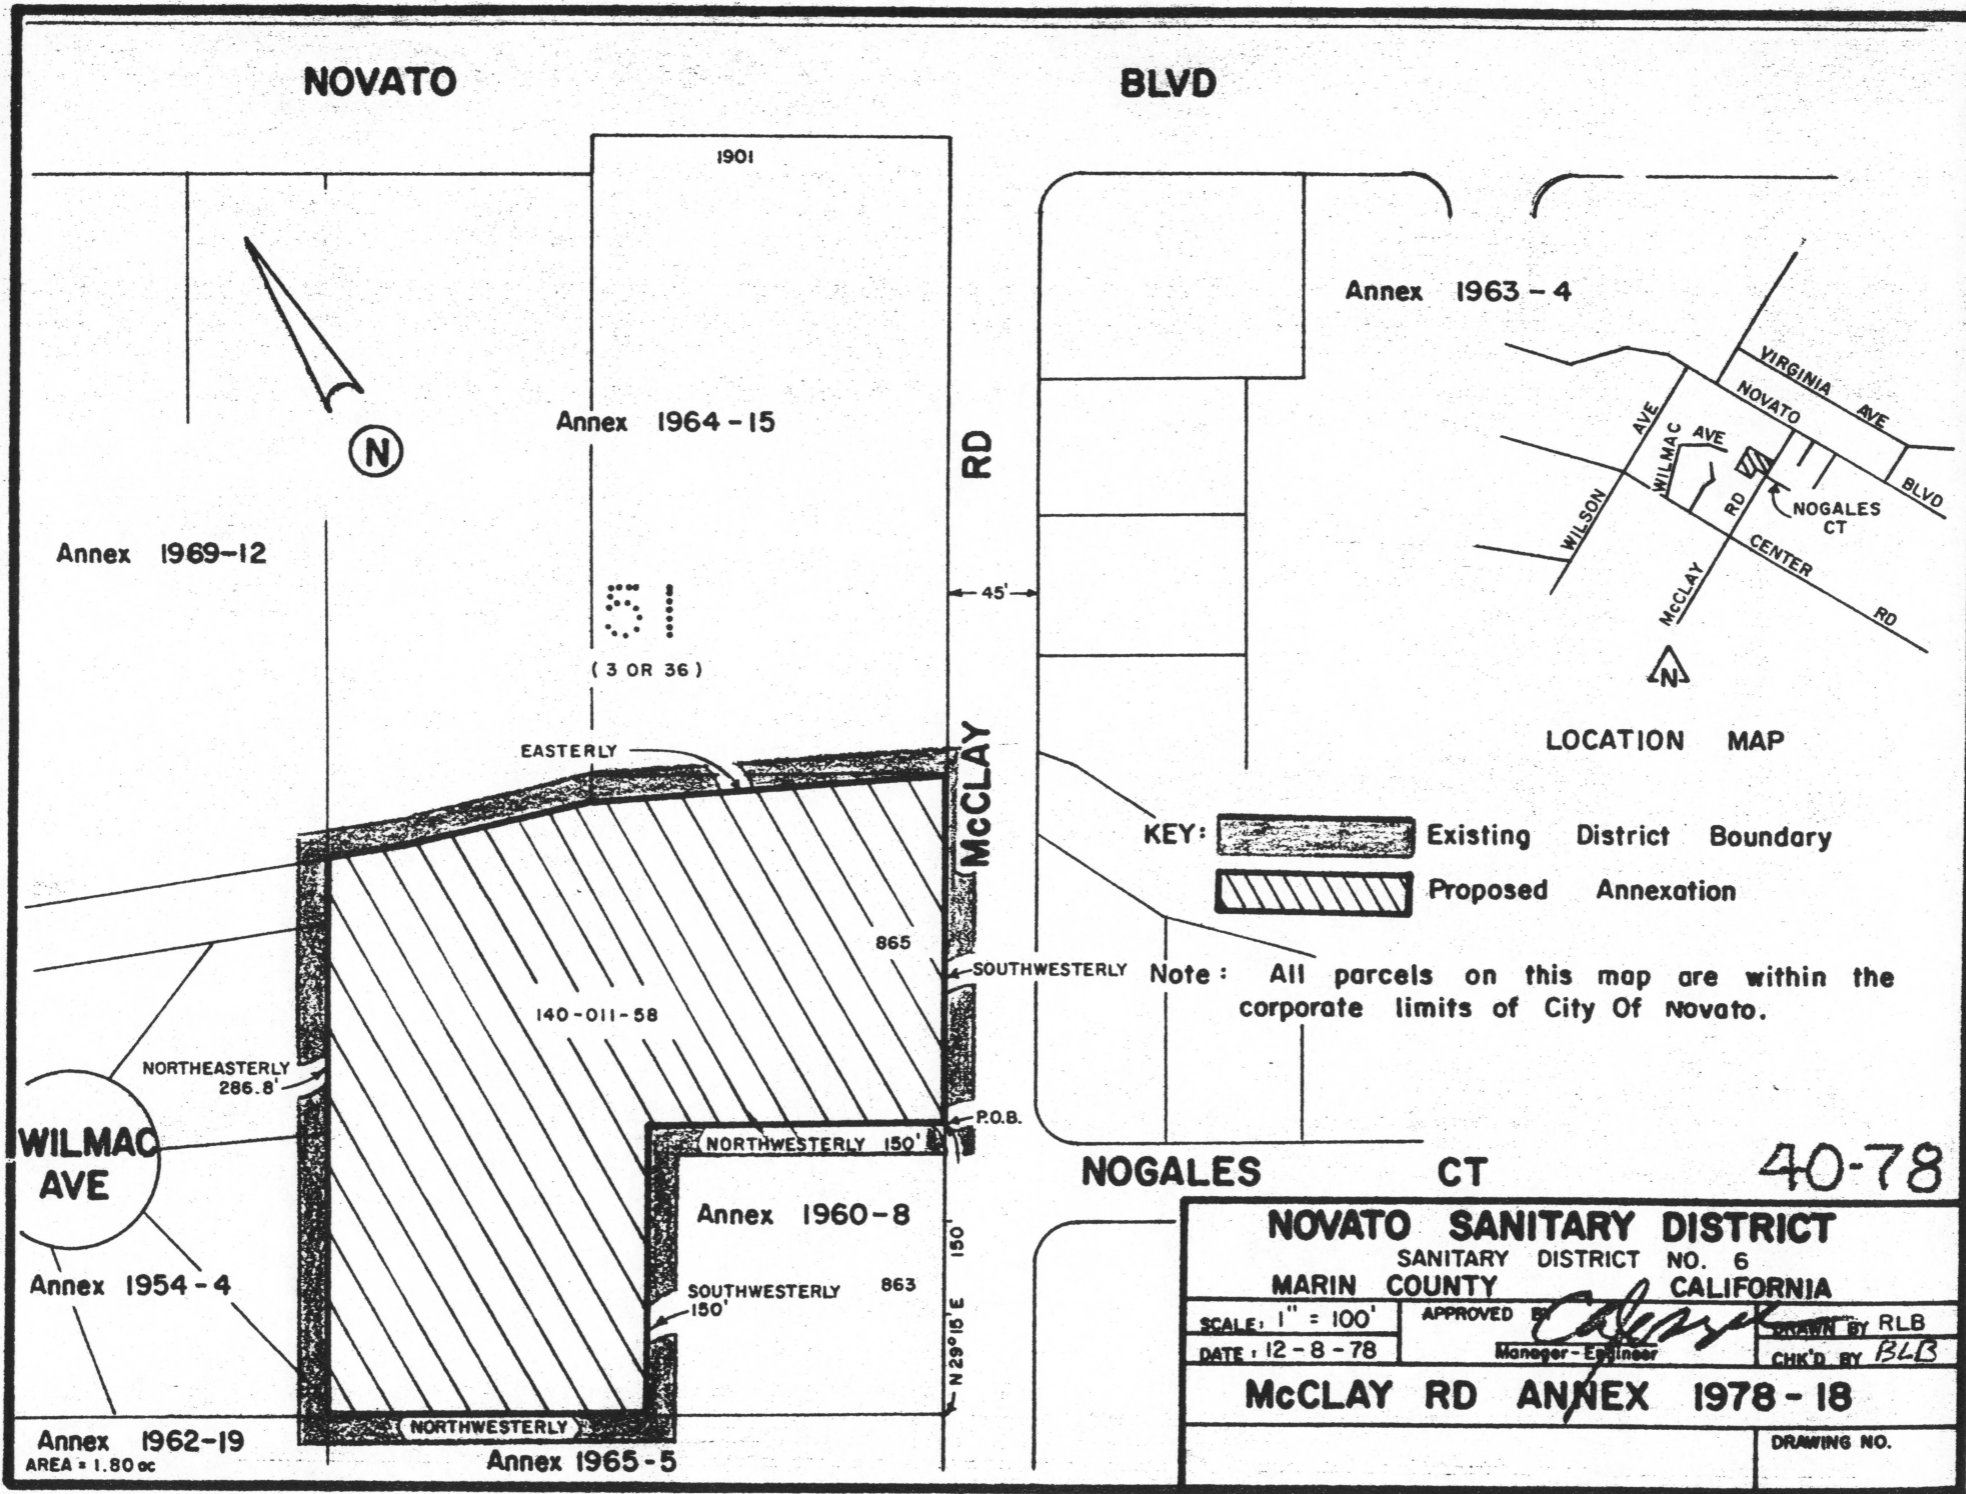 NOVATO BLVD
1901
Annex 1963-4
Annex 1964-15
RD
N
Annex 1969-12
51
(3 OR 36)
45'
VIRGINIA AVE
NOVATO BLVD
WILSON AVE
WILMAC AVE
McCLAY RD
NOGALES
CT
CENTER RD
N
LOCATION MAP
EASTERLY
McCLAY
KEY: Existing District Boundary
Proposed Annexation
865
SOUTHWESTERLY
Note: All parcels on this map are within the
corporate limits of City Of Novato.
140-011-58
NORTHEASTERLY
286.8'
P.O.B.
NORTHWESTERLY 150'
WILMAC
AVE
NOGALES CT
40-78
Annex 1960-8
N 29° 15' E 150'
Annex 1954-4
SOUTHWESTERLY
150'
863
NORTHWESTERLY
Annex 1962-19
AREA = 1.80 ac
Annex 1965-5
NOVATO SANITARY DISTRICT
SANITARY DISTRICT NO. 6
MARIN COUNTY CALIFORNIA
SCALE: 1" = 100'
DATE: 12-8-78
APPROVED BY
Manager-Engineer
DRAWN BY RLB
CHK'D BY BLB
McCLAY RD ANNEX 1978-18
DRAWING NO.